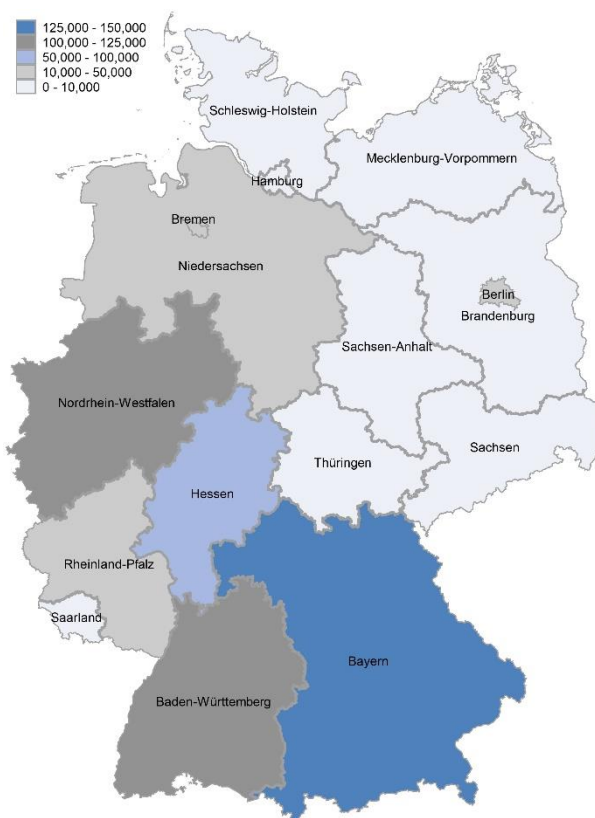 125,000 - 150,000
100,000 - 125,000
50,000 - 100,000
10,000 - 50,000
0 - 10,000
Schleswig-Holstein
Mecklenburg-Vorpommern
Hamburg
Bremen
Niedersachsen
Berlin
Brandenburg
Sachsen-Anhalt
Nordrhein-Westfalen
Sachsen
Thüringen
Hessen
Rheinland-Pfalz
Saarland
Bayern
Baden-Württemberg